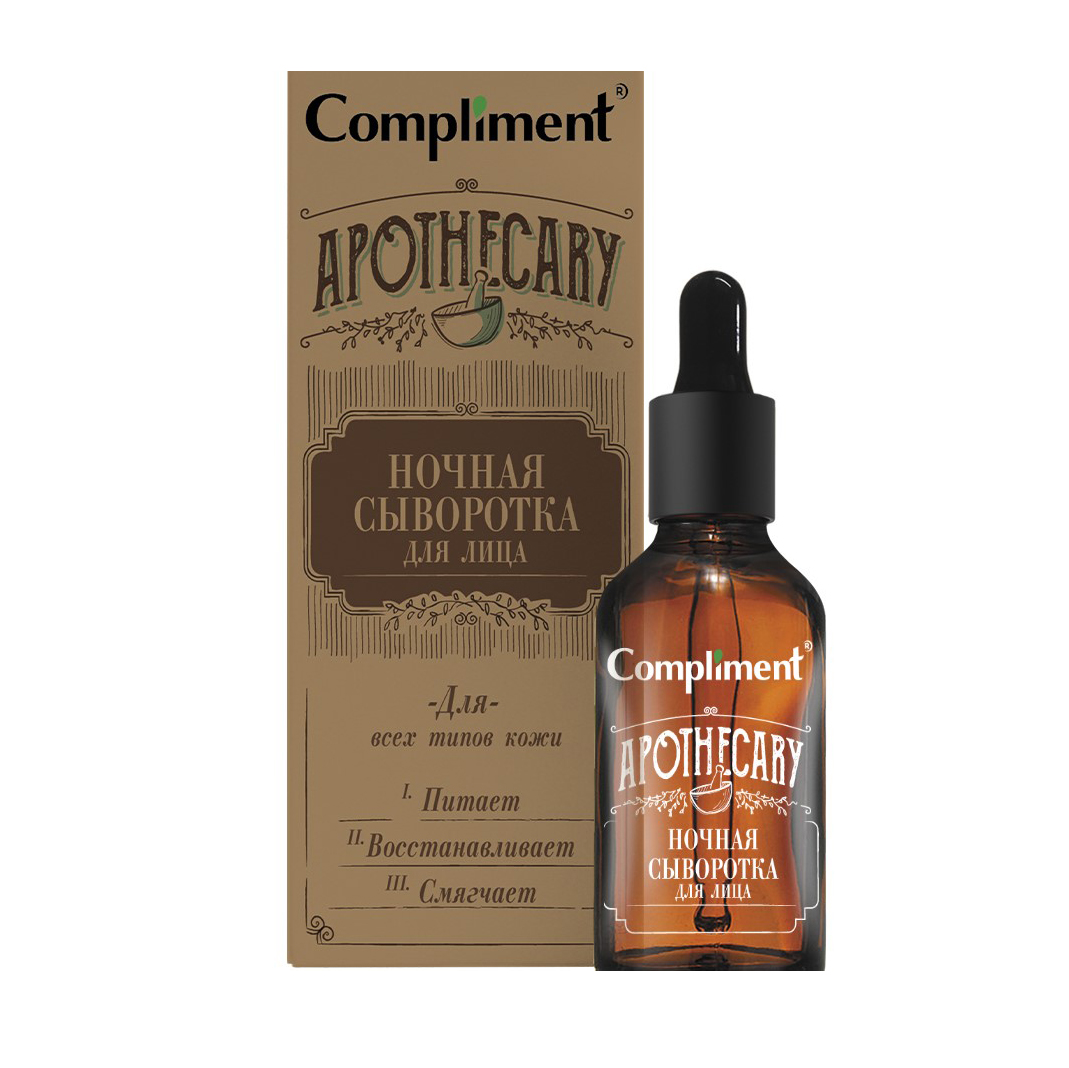 Compliment®
APOTHECARY
НОЧНАЯ
СЫВОРОТКА
ДЛЯ ЛИЦА
-Для-
всех типов кожи
I. Питает
II. Восстанавливает
III. Смягчает
Compliment®
APOTHECARY
НОЧНАЯ
СЫВОРОТКА
ДЛЯ ЛИЦА